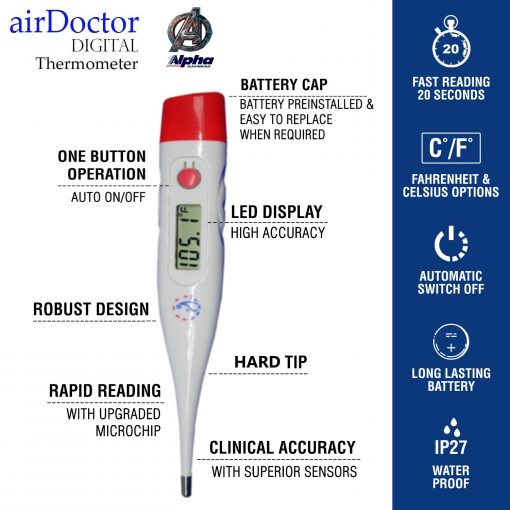 airDoctor
DIGITAL
Thermometer
Alpha
BATTERY CAP
BATTERY PREINSTALLED &
EASY TO REPLACE
WHEN REQUIRED
ONE BUTTON
OPERATION
AUTO ON/OFF
LED DISPLAY
HIGH ACCURACY
105.1°F
ROBUST DESIGN
HARD TIP
RAPID READING
WITH UPGRADED
MICROCHIP
CLINICAL ACCURACY
WITH SUPERIOR SENSORS
20
FAST READING
20 SECONDS
C°/F°
FAHRENHEIT &
CELSIUS OPTIONS
AUTOMATIC
SWITCH OFF
LONG LASTING
BATTERY
IP27
WATER
PROOF